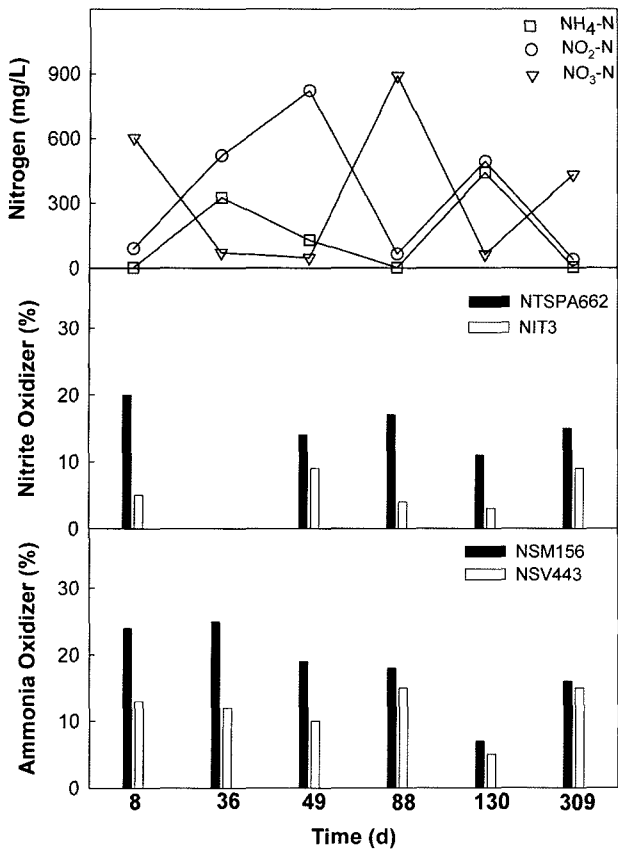 NH4-N
NO2-N
NO3-N
Nitrogen (mg/L)
900
600
300
0
NTSPA662
NIT3
Nitrite Oxidizer (%)
30
20
10
0
NSM156
NSV443
Ammonia Oxidizer (%)
30
20
10
0
8 36 49 88 130 309
Time (d)